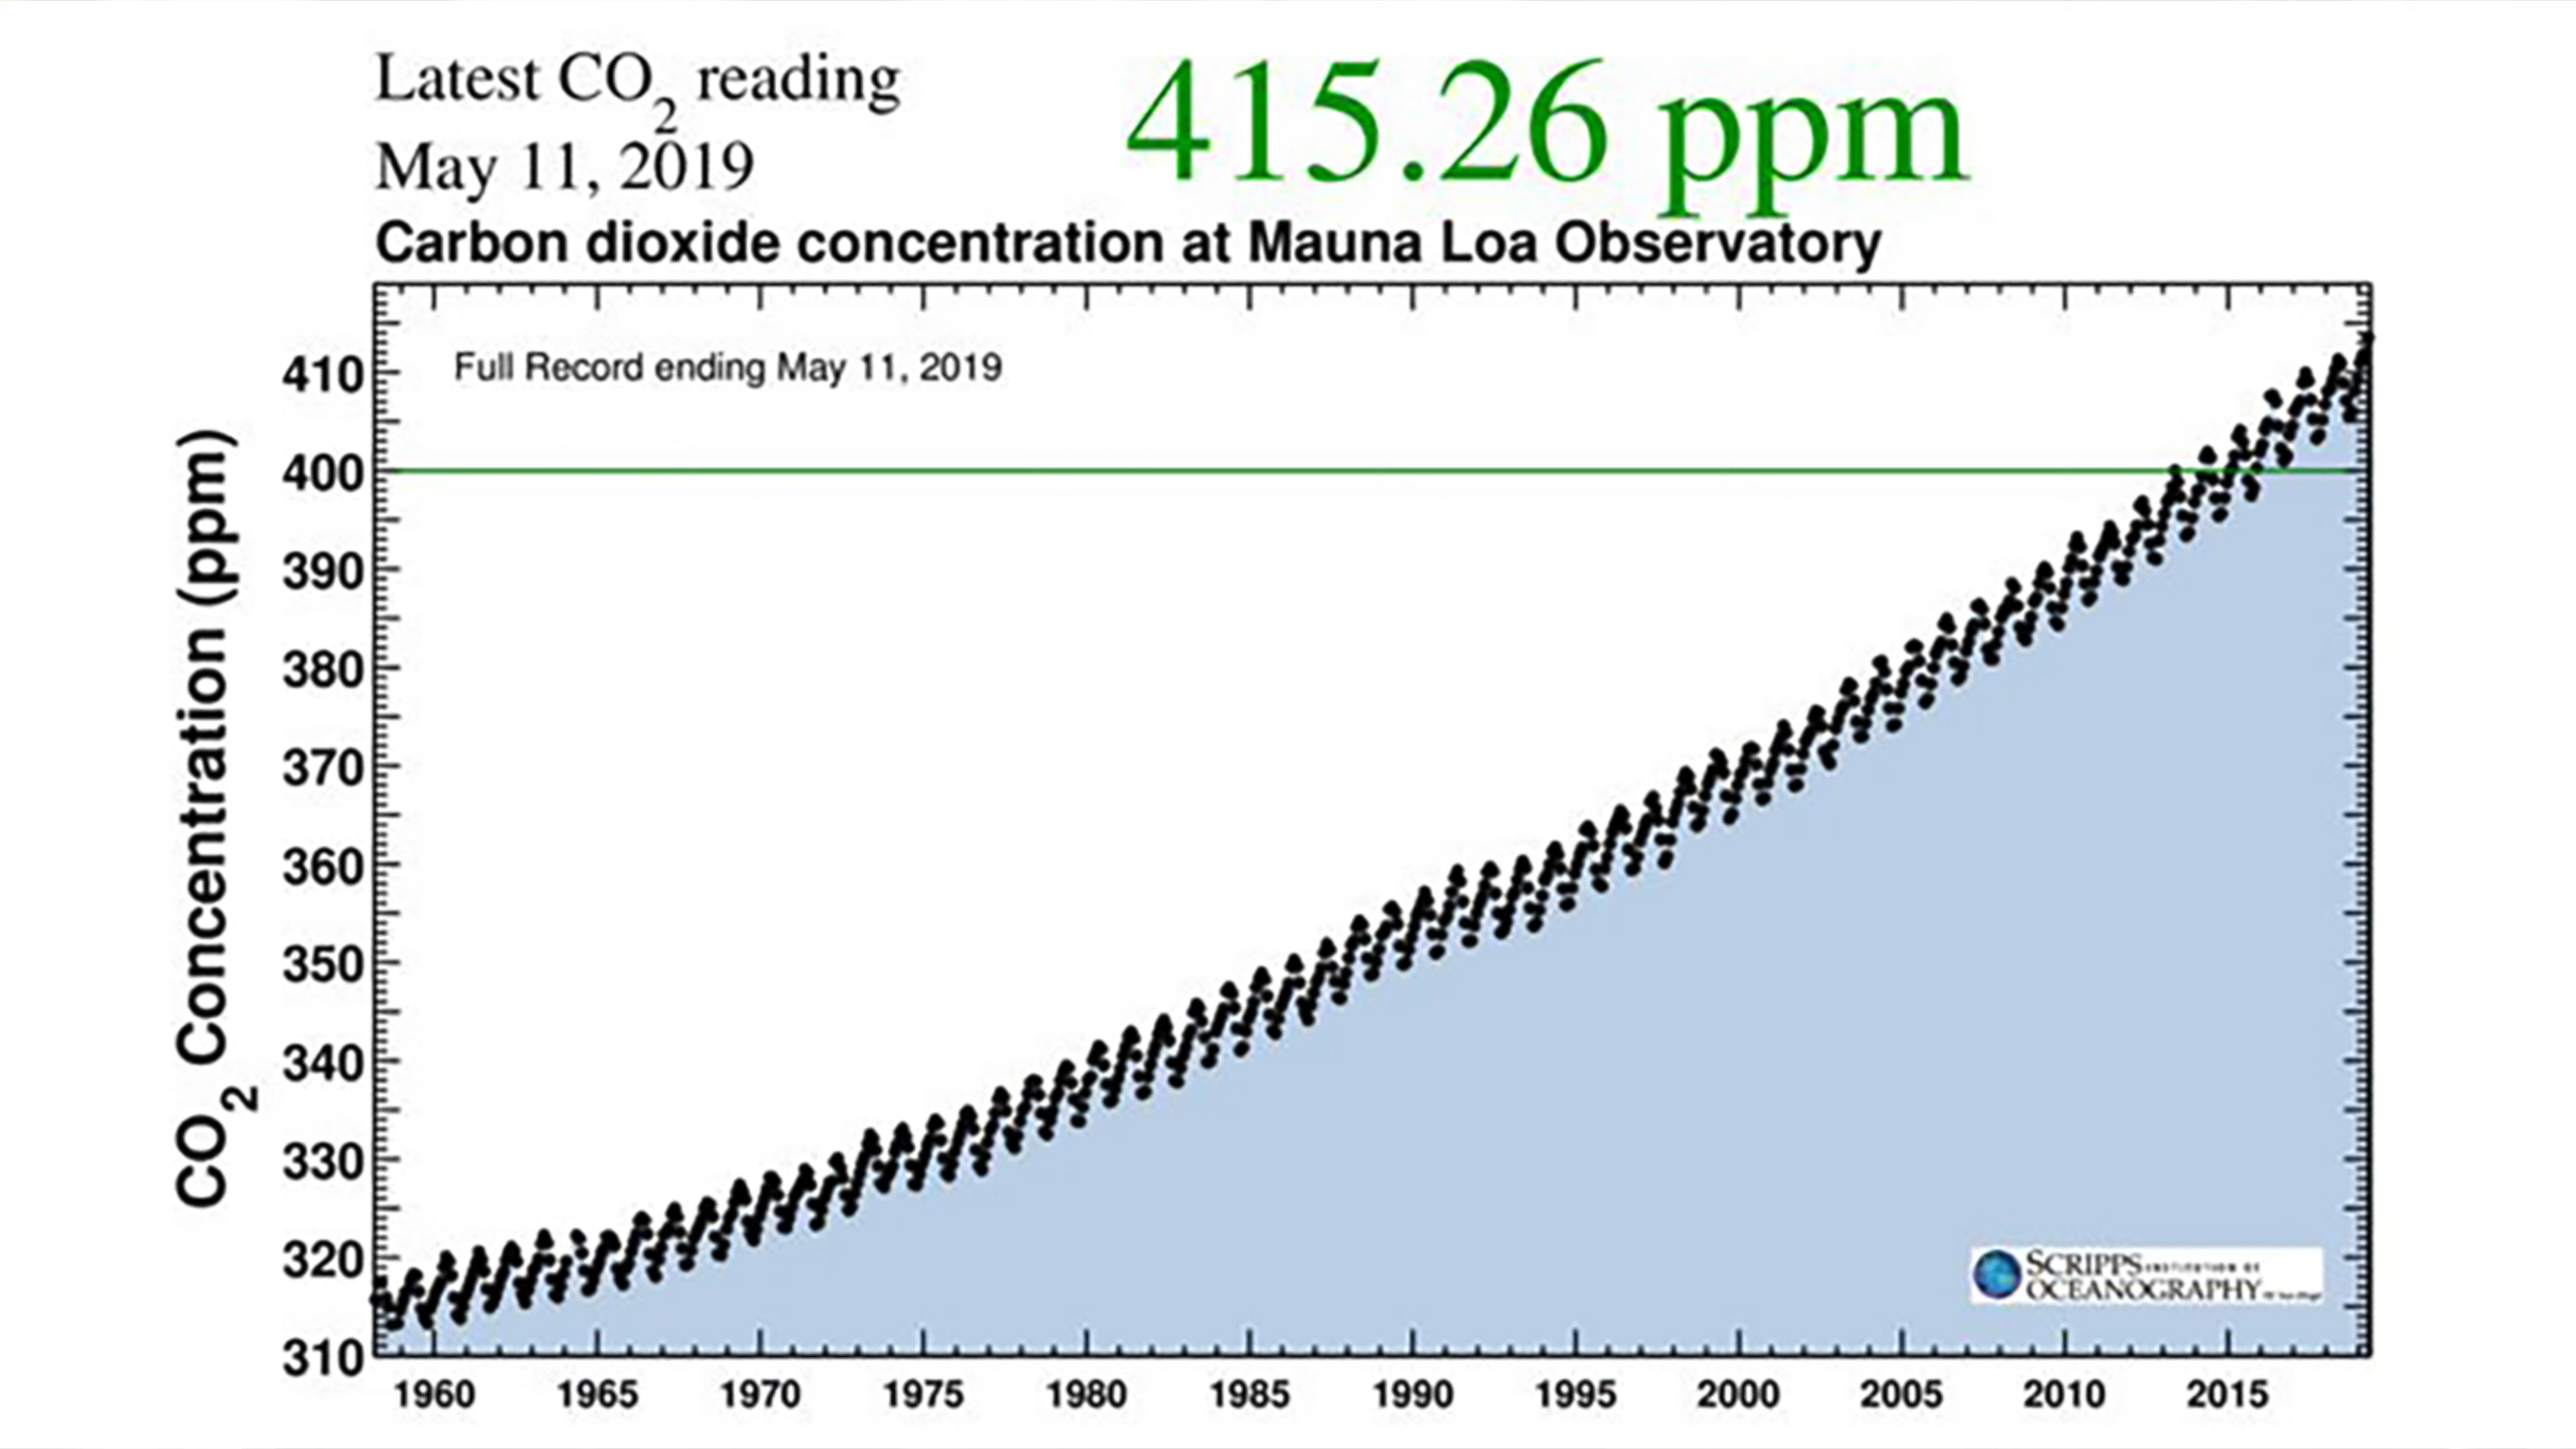 Latest CO2 reading
May 11, 2019
415.26 ppm
Carbon dioxide concentration at Mauna Loa Observatory
Full Record ending May 11, 2019
CO2 Concentration (ppm)
410
400
390
380
370
360
350
340
330
320
310
1960 1965 1970 1975 1980 1985 1990 1995 2000 2005 2010 2015
SCRIPPS INSTITUTION OF
OCEANOGRAPHY